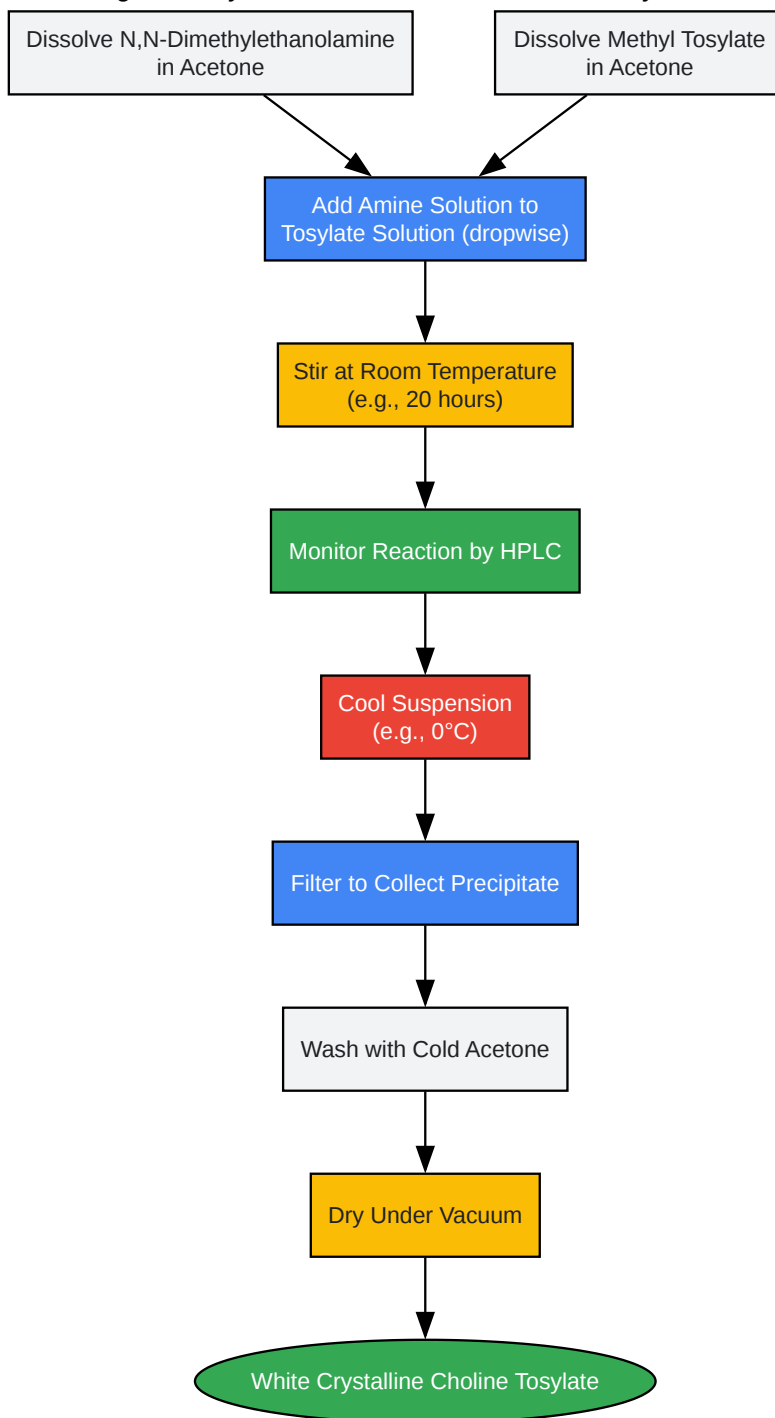 Dissolve N,N-Dimethylethanolamine
in Acetone
Dissolve Methyl Tosylate
in Acetone
Add Amine Solution to
Tosylate Solution (dropwise)
Stir at Room Temperature
(e.g., 20 hours)
Monitor Reaction by HPLC
Cool Suspension
(e.g., 0°C)
Filter to Collect Precipitate
Wash with Cold Acetone
Dry Under Vacuum
White Crystalline Choline Tosylate